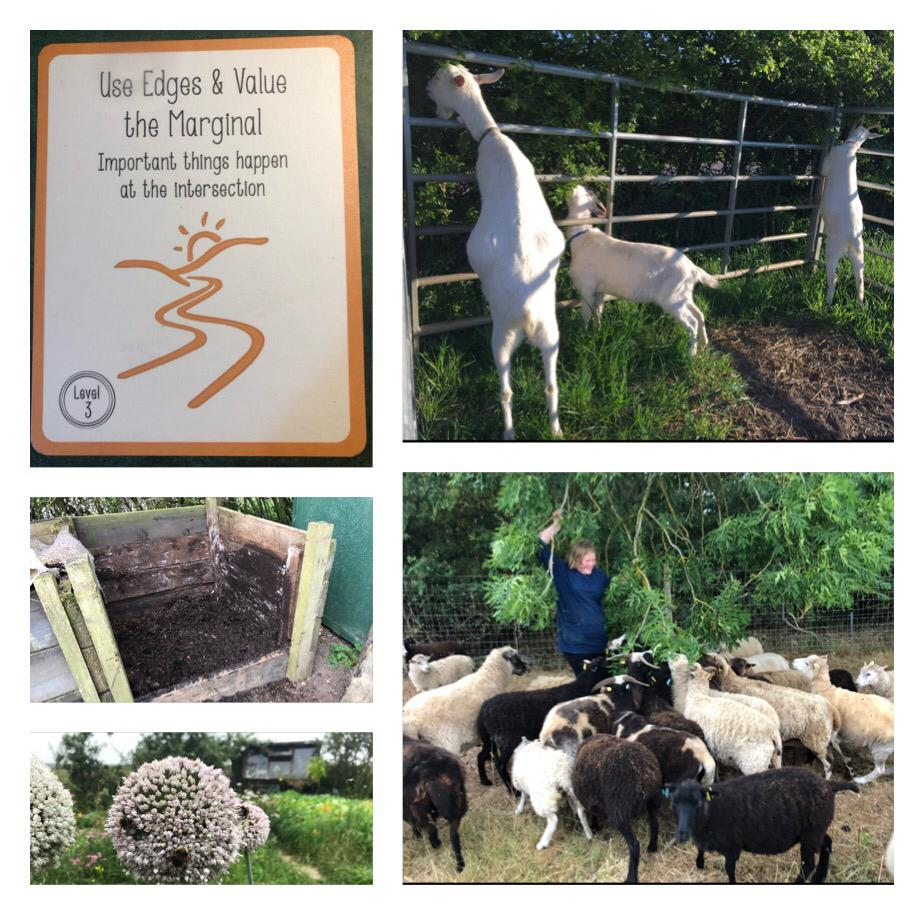 Use Edges & Value
the Marginal
Important things happen
at the intersection
Level
3